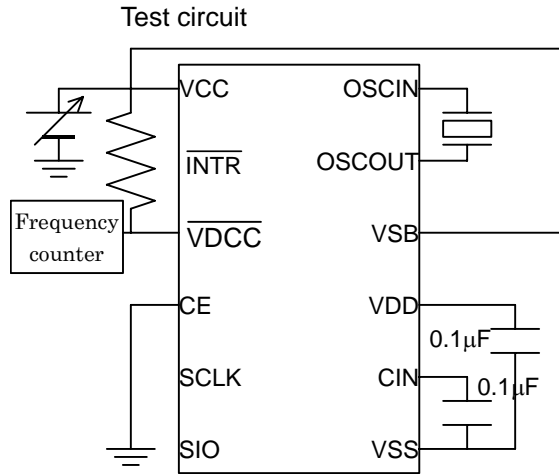 Test circuit
VCC
OSCIN
INTR
OSCOUT
Frequency
counter
VDCC
VSB
CE
VDD
0.1µF
SCLK
CIN
0.1µF
SIO
VSS